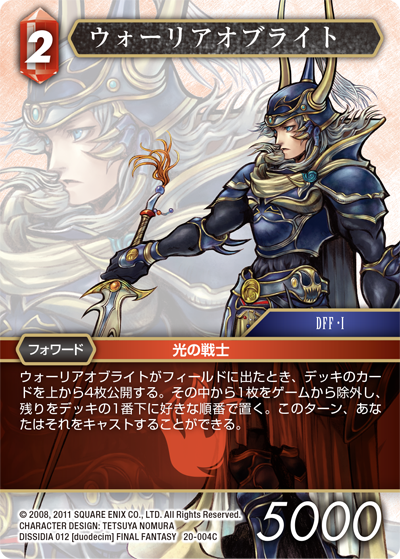 2
ウォーリアオブライト
DFF・I
フォワード
光の戦士
ウォーリアオブライトがフィールドに出たとき、デッキのカー
ドを上から4枚公開する。その中から1枚をゲームから除外し、
残りをデッキの1番下に好きな順番で置く。このターン、あな
たはそれをキャストすることができる。
© 2008, 2011 SQUARE ENIX CO., LTD. All Rights Reserved.
CHARACTER DESIGN: TETSUYA NOMURA
DISSIDIA 012 [duodecim] FINAL FANTASY 20-004C
5000